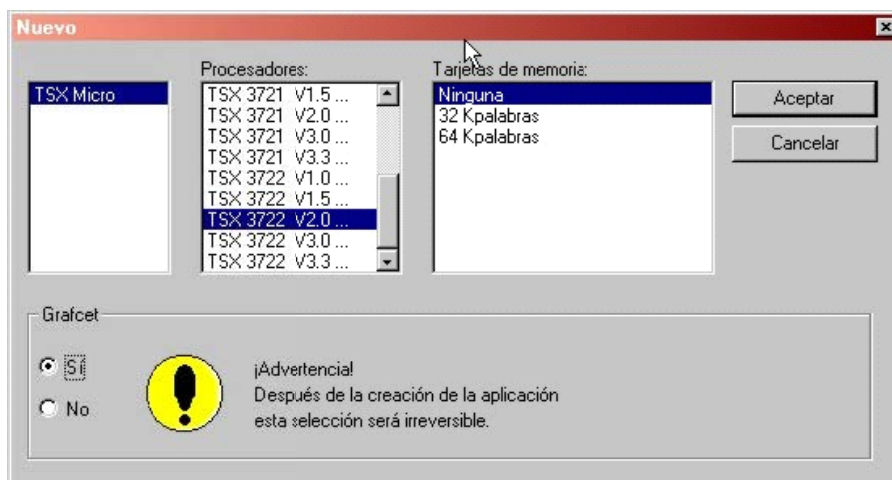 Nuevo
Procesadores:
Tarjetas de memoria:
TSX Micro
TSX 3721 V1.5 ...
TSX 3721 V2.0 ...
TSX 3721 V3.0 ...
TSX 3721 V3.3 ...
TSX 3722 V1.0 ...
TSX 3722 V1.5 ...
TSX 3722 V2.0 ...
TSX 3722 V3.0 ...
TSX 3722 V3.3 ...
Ninguna
32 Kpalabras
64 Kpalabras
Aceptar
Cancelar
Grafcet
Sí
No
¡Advertencia!
Después de la creación de la aplicación
esta selección será irreversible.